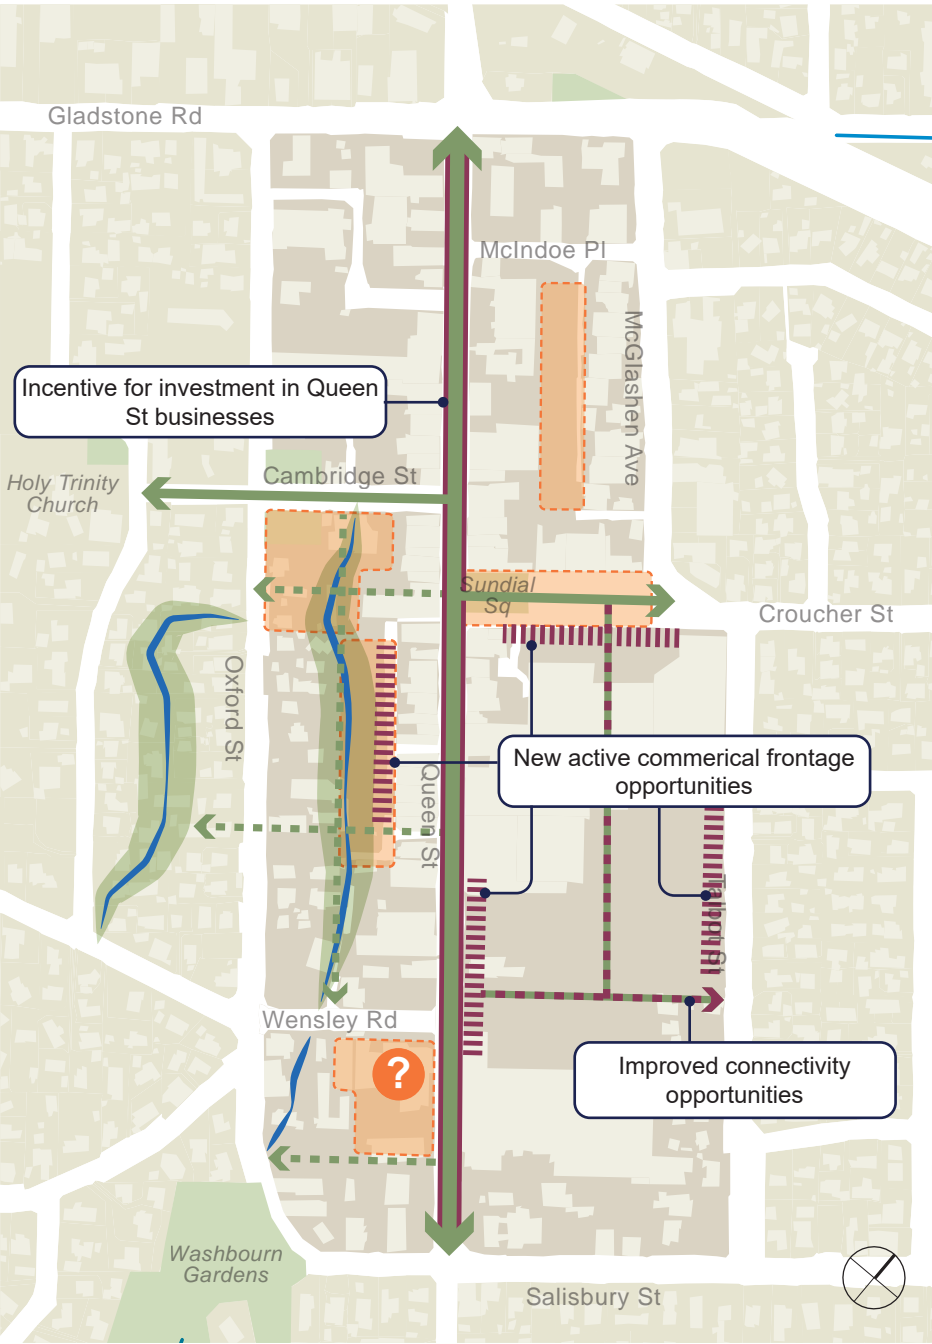 Gladstone Rd
McIndoe Pl
McGlashen Ave
Incentive for investment in Queen
St businesses
Cambridge St
Holy Trinity
Church
Sundial
Sq
Croucher St
Oxford St
New active commerical frontage
opportunities
Queen St
Talbot St
Wensley Rd
?
Improved connectivity
opportunities
Washbourn
Gardens
Salisbury St